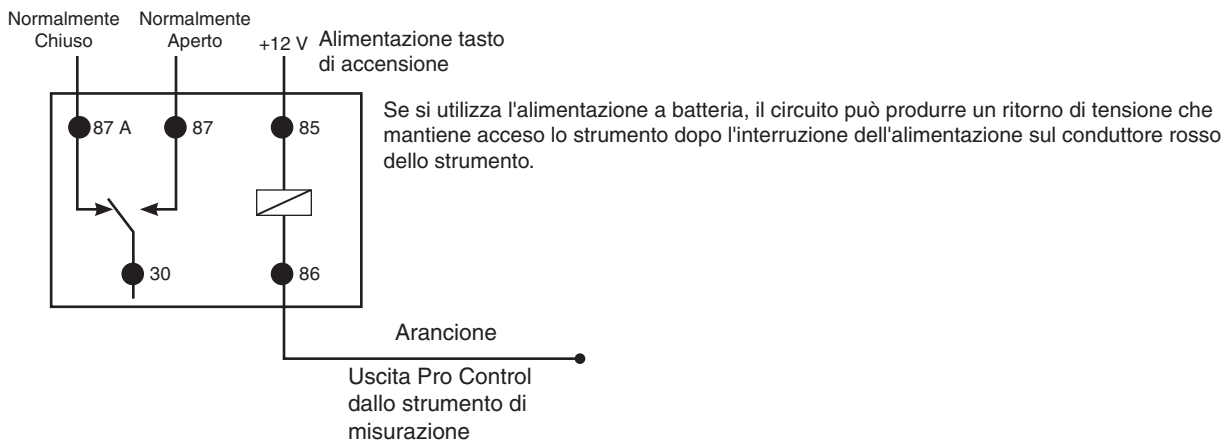 Normalmente
Chiuso
Normalmente
Aperto
+12 V
Alimentazione tasto
di accensione
Se si utilizza l'alimentazione a batteria, il circuito può produrre un ritorno di tensione che
mantiene acceso lo strumento dopo l'interruzione dell'alimentazione sul conduttore rosso
dello strumento.
87 A
87
85
30
86
Arancione
Uscita Pro Control
dallo strumento di
misurazione